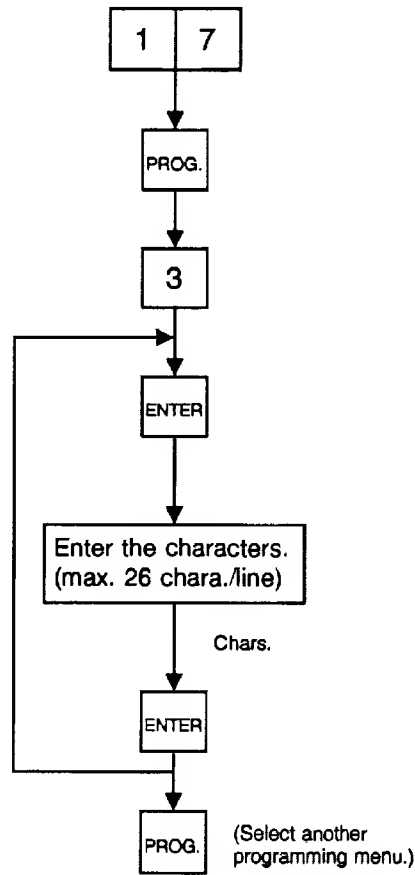 1 7
PROG.
3
ENTER
Enter the characters.
(max. 26 chara./line)
Chars.
ENTER
PROG.
(Select another
programming menu.)